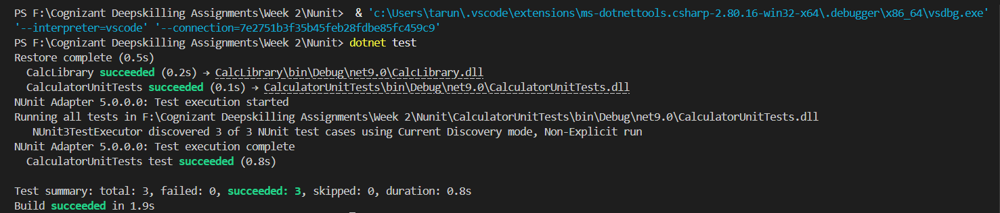 PS F:\Cognizant Deepskilling Assignments\Week 2\Nunit>  & 'c:\Users\tarun\.vscode\extensions\ms-dotnettools.csharp-2.80.16-win32-x64\.debugger\x86_64\vsdbg.exe'
'--interpreter=vscode' '--connection=7e2751b3f35b45feb28fdbe85fc459c9'
PS F:\Cognizant Deepskilling Assignments\Week 2\Nunit> dotnet test
Restore complete (0.5s)
  CalcLibrary succeeded (0.2s) → CalcLibrary\bin\Debug\net9.0\CalcLibrary.dll
  CalculatorUnitTests succeeded (0.1s) → CalculatorUnitTests\bin\Debug\net9.0\CalculatorUnitTests.dll
NUnit Adapter 5.0.0.0: Test execution started
Running all tests in F:\Cognizant Deepskilling Assignments\Week 2\Nunit\CalculatorUnitTests\bin\Debug\net9.0\CalculatorUnitTests.dll
   NUnit3TestExecutor discovered 3 of 3 NUnit test cases using Current Discovery mode, Non-Explicit run
NUnit Adapter 5.0.0.0: Test execution complete
  CalculatorUnitTests test succeeded (0.8s)
Test summary: total: 3, failed: 0, succeeded: 3, skipped: 0, duration: 0.8s
Build succeeded in 1.9s